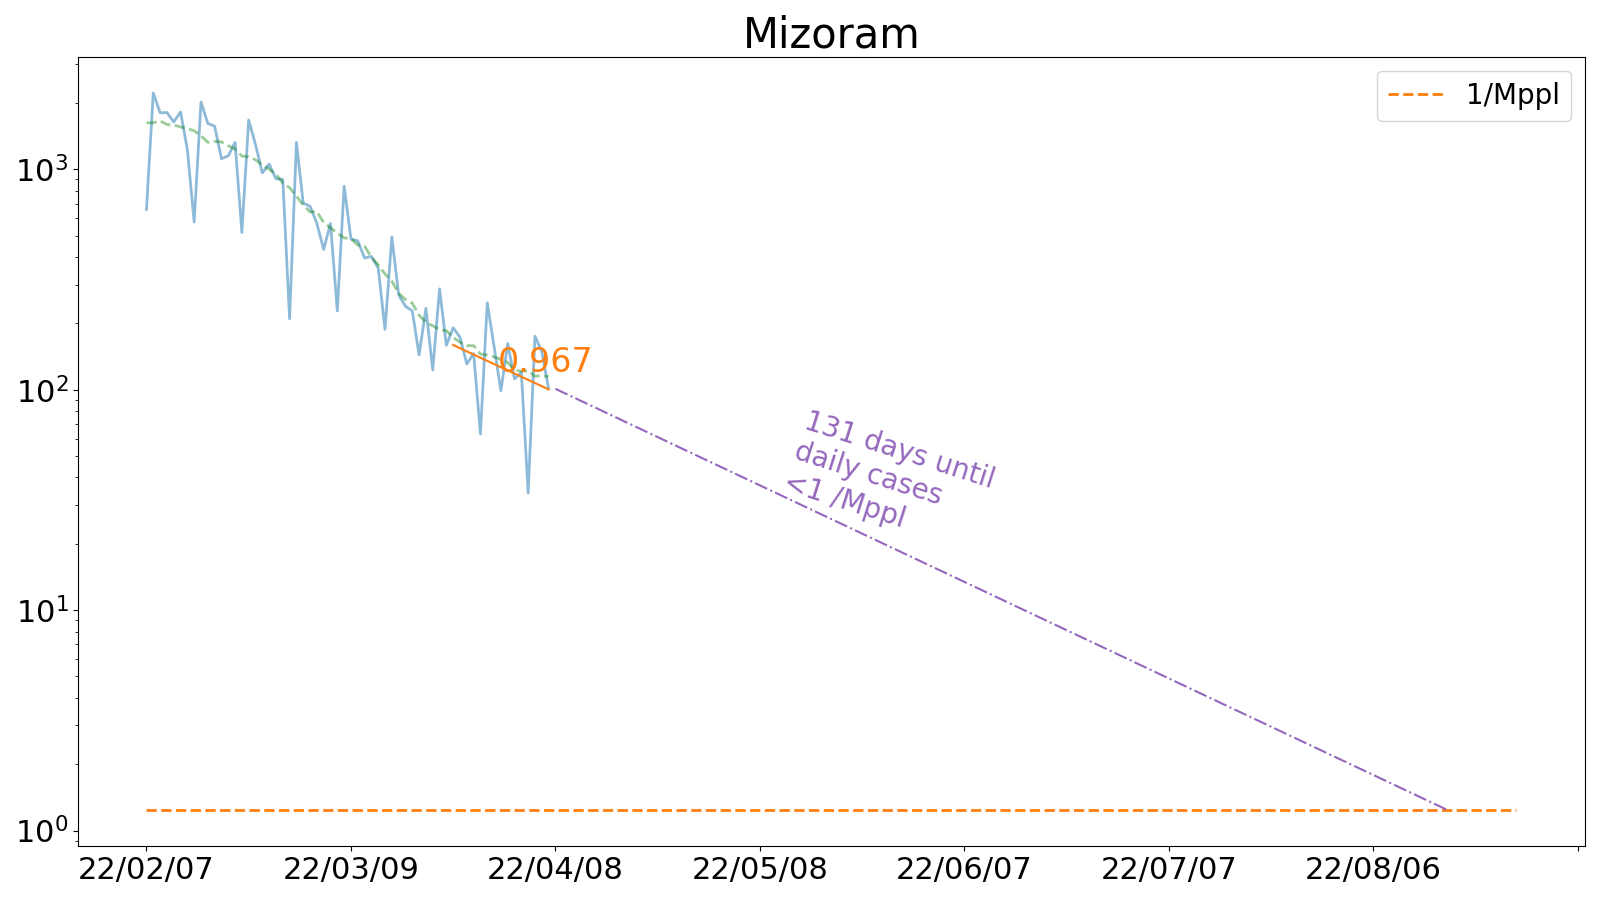 Mizoram
1/Mppl
10³
10²
10¹
10⁰
0.967
131 days until
daily cases
<1 /Mppl
22/02/07 22/03/09 22/04/08 22/05/08 22/06/07 22/07/07 22/08/06